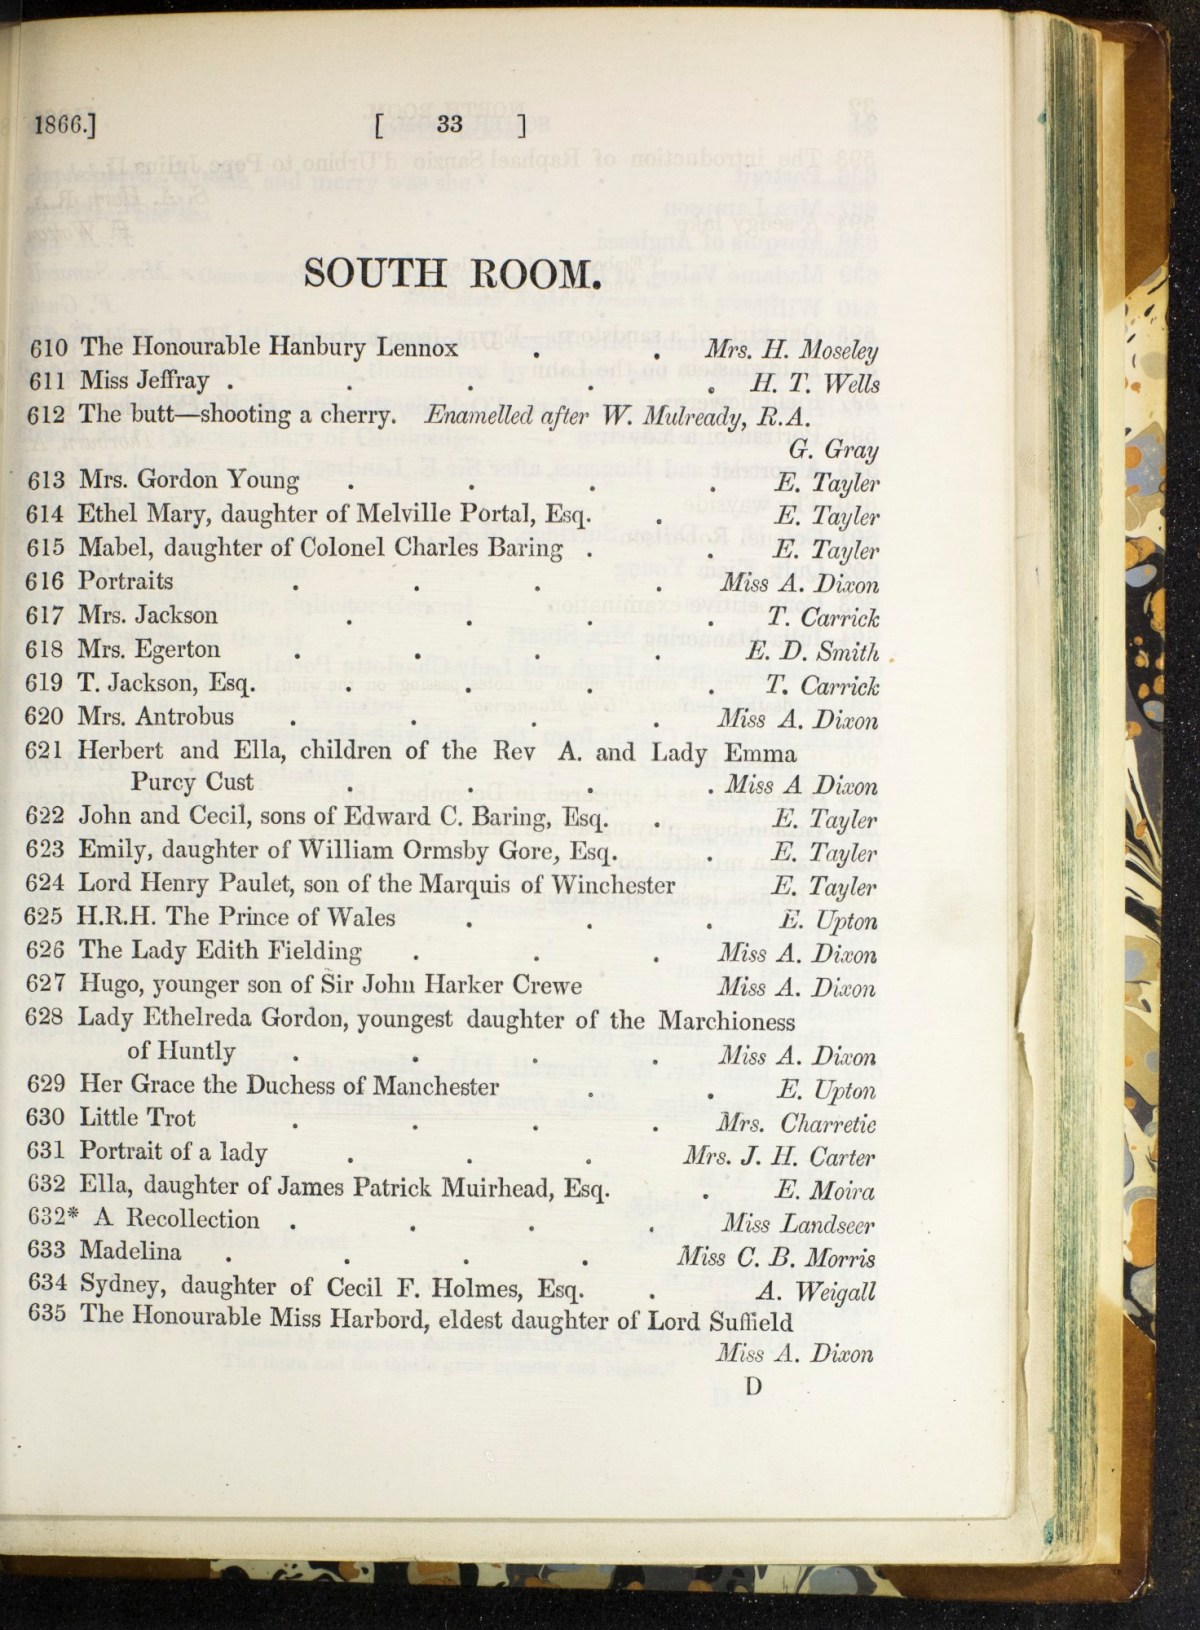 1866.] [ 33 ]
SOUTH ROOM.
610 The Honourable Hanbury Lennox . . Mrs. H. Moseley
611 Miss Jeffray . . . . . H. T. Wells
612 The butt—shooting a cherry. Enamelled after W. Mulready, R.A.
G. Gray
613 Mrs. Gordon Young . . . . E. Tayler
614 Ethel Mary, daughter of Melville Portal, Esq. . E. Tayler
615 Mabel, daughter of Colonel Charles Baring . . E. Tayler
616 Portraits . . . . Miss A. Dixon
617 Mrs. Jackson . . . . T. Carrick
618 Mrs. Egerton . . . . E. D. Smith
619 T. Jackson, Esq. . . . . T. Carrick
620 Mrs. Antrobus . . . . Miss A. Dixon
621 Herbert and Ella, children of the Rev A. and Lady Emma
Purcy Cust . . . . Miss A Dixon
622 John and Cecil, sons of Edward C. Baring, Esq. . E. Tayler
623 Emily, daughter of William Ormsby Gore, Esq. . E. Tayler
624 Lord Henry Paulet, son of the Marquis of Winchester E. Tayler
625 H.R.H. The Prince of Wales . . . E. Upton
626 The Lady Edith Fielding . . . Miss A. Dixon
627 Hugo, younger son of Sir John Harker Crewe Miss A. Dixon
628 Lady Ethelreda Gordon, youngest daughter of the Marchioness
of Huntly . . . . Miss A. Dixon
629 Her Grace the Duchess of Manchester . . E. Upton
630 Little Trot . . . . Mrs. Charretie
631 Portrait of a lady . . . Mrs. J. H. Carter
632 Ella, daughter of James Patrick Muirhead, Esq. . E. Moira
632* A Recollection . . . . Miss Landseer
633 Madelina . . . . Miss C. B. Morris
634 Sydney, daughter of Cecil F. Holmes, Esq. . A. Weigall
635 The Honourable Miss Harbord, eldest daughter of Lord Suffield
Miss A. Dixon
D